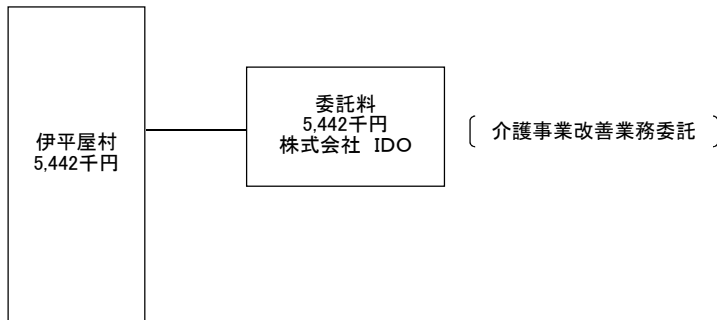 伊平屋村
5,442千円
委託料
5,442千円
株式会社　IDO
介護事業改善業務委託